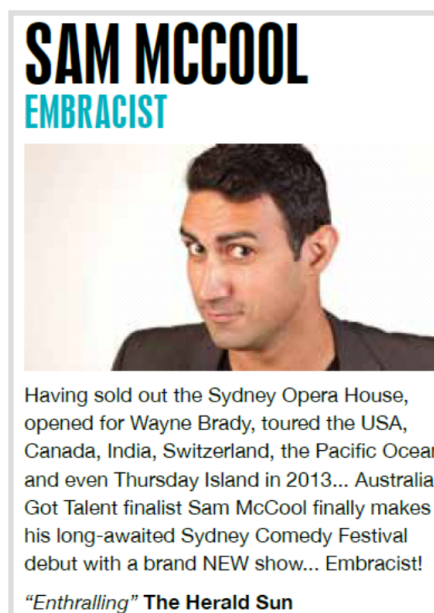 SAM MCCOOL
EMBRACIST
Having sold out the Sydney Opera House,
opened for Wayne Brady, toured the USA,
Canada, India, Switzerland, the Pacific Ocean
and even Thursday Island in 2013... Australia
Got Talent finalist Sam McCool finally makes
his long-awaited Sydney Comedy Festival
debut with a brand NEW show... Embracist!
“Enthralling” The Herald Sun